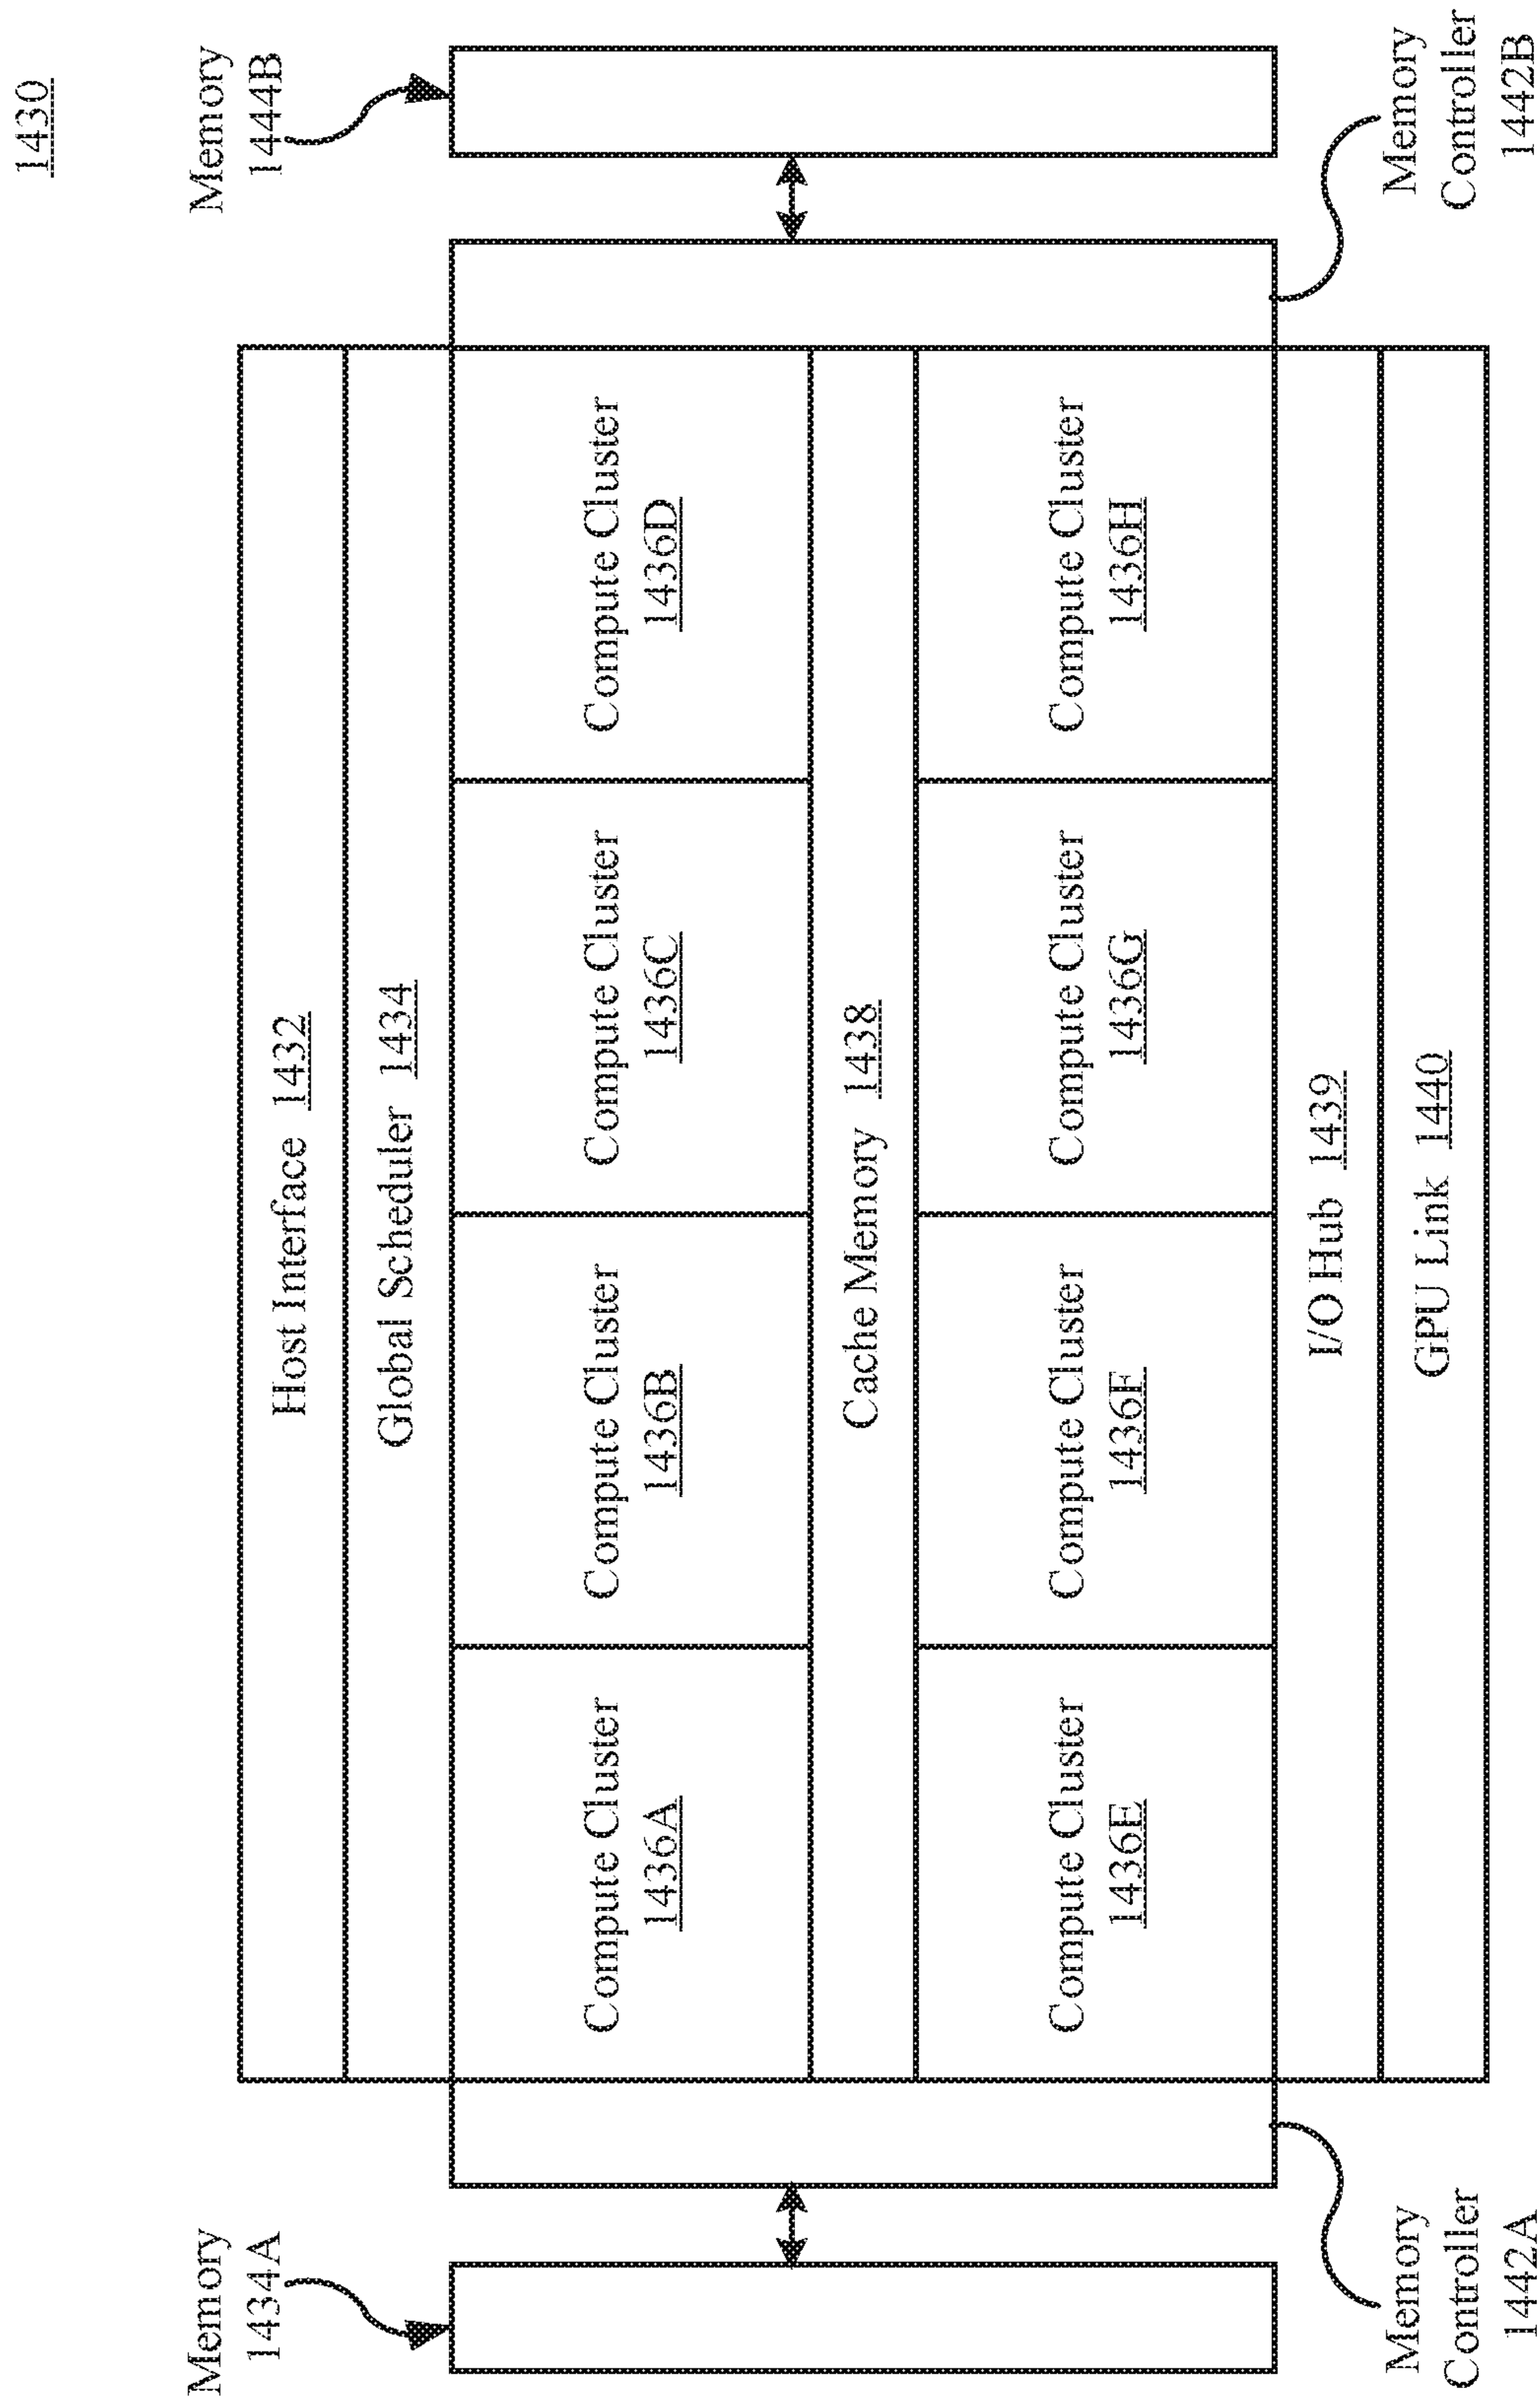 1430
Memory
1434A
Memory
1444B
Host Interface 1432
Global Scheduler 1434
Compute Cluster
1436A
Compute Cluster
1436B
Compute Cluster
1436C
Compute Cluster
1436D
Cache Memory 1438
Compute Cluster
1436E
Compute Cluster
1436F
Compute Cluster
1436G
Compute Cluster
1436H
I/O Hub 1439
GPU Link 1440
Memory
Controller
1442A
Memory
Controller
1442B